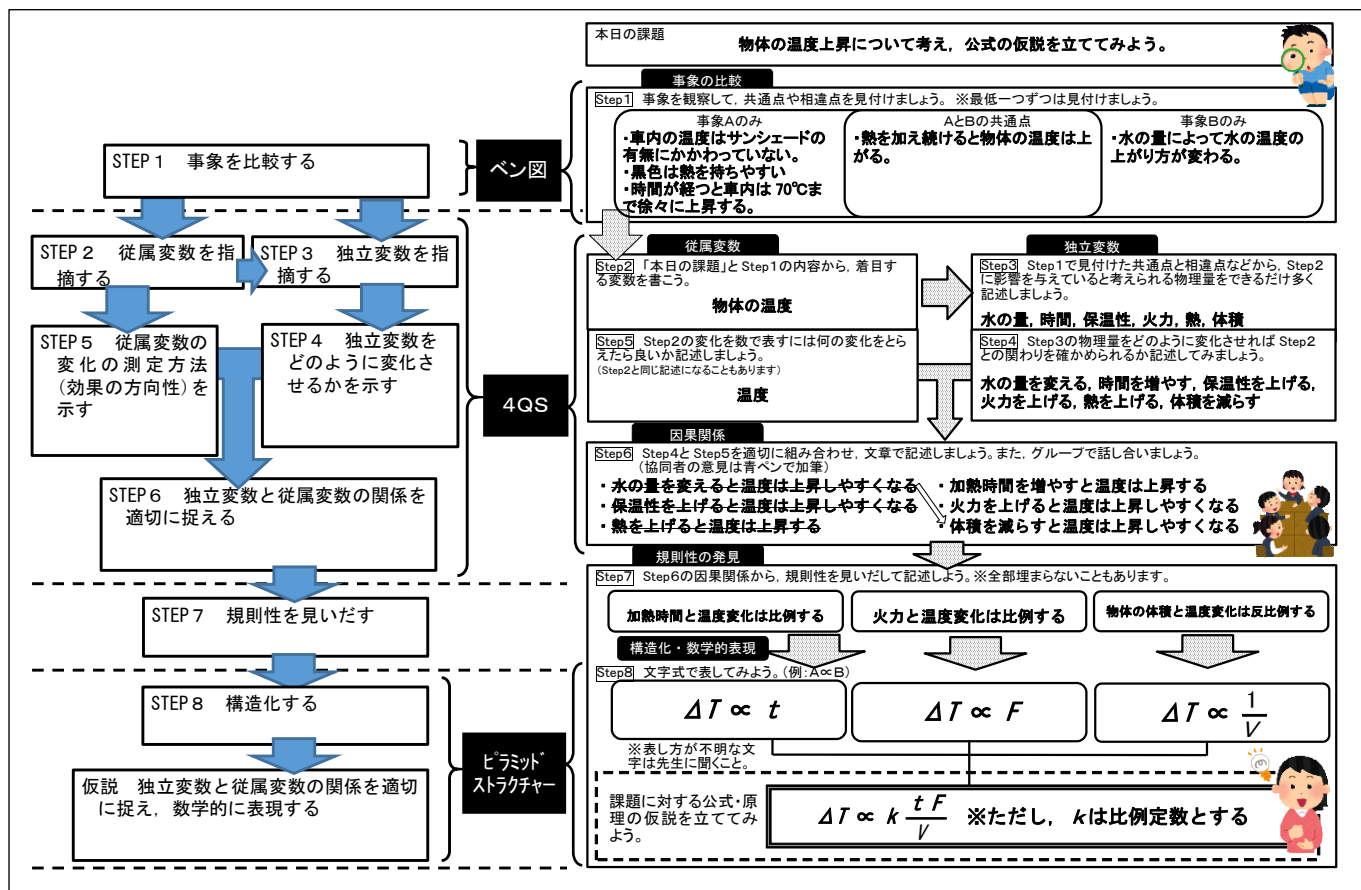 STEP1 事象を比較する
STEP2 従属変数を指
摘する
STEP3 独立変数を指
摘する
STEP5 従属変数の
変化の測定方法
(効果の方向性)を
示す
STEP4 独立変数を
どのように変化さ
せるかを示す
STEP6 独立変数と従属変数の関係を
適切に捉える
STEP7 規則性を見いだす
STEP8 構造化する
仮説 独立変数と従属変数の関係を適切
に捉え,数学的に表現する
ベン図
4QS
ピラミッド
ストラクチャー
本日の課題
物体の温度上昇について考え,公式の仮説を立ててみよう。
事象の比較
Step1 事象を観察して,共通点や相違点を見付けましょう。※最低一つずつは見付けましょう。
事象Aのみ
・車内の温度はサンシェードの
有無にかかわっていない。
・黒色は熱を持ちやすい
・時間が経つと車内は70℃ま
で徐々に上昇する。
AとBの共通点
・熱を加え続けると物体の温度は上
がる。
事象Bのみ
・水の量によって水の温度の
上がり方が変わる。
従属変数
Step2 「本日の課題」とStep1の内容から,着目す
る変数を書こう。
物体の温度
独立変数
Step3 Step1で見付けた共通点と相違点などから,Step2
に影響を与えていると考えられる物理量をできるだけ多く
記述しましょう。
水の量,時間,保温性,火力,熱,体積
Step5 Step2の変化を数で表すには何の変化をと
らえたら良いか記述しましょう。
(Step2と同じ記述になることもあります)
温度
Step4 Step3の物理量をどのように変化させればStep2
との関わりを確かめられるか記述してみましょう。
水の量を変える,時間を増やす,保温性を上げる,
火力を上げる,熱を上げる,体積を減らす
因果関係
Step6 Step4とStep5を適切に組み合わせ,文章で記述しましょう。また,グループで話し合いましょう。
(協同者の意見は青ペンで加筆)
・水の量を変えると温度は上昇しやすくなる
・保温性を上げると温度は上昇しやすくなる
・熱を上げると温度は上昇する
・加熱時間を増やすと温度は上昇する
・火力を上げると温度は上昇しやすくなる
・体積を減らすと温度は上昇しやすくなる
規則性の発見
Step7 Step6の因果関係から,規則性を見いだして記述しよう。※全部埋まらないこともあります。
加熱時間と温度変化は比例する
火力と温度変化は比例する
物体の体積と温度変化は反比例する
構造化・数学的表現
Step8 文字式で表してみよう。(例:A∝B)
ΔT ∝ t
ΔT ∝ F
ΔT ∝ 1/V
※表し方が不明な文
字は先生に聞くこと。
課題に対する公式・原
理の仮説を立ててみ
よう。
ΔT ∝ k tF/V ※ただし,kは比例定数とする